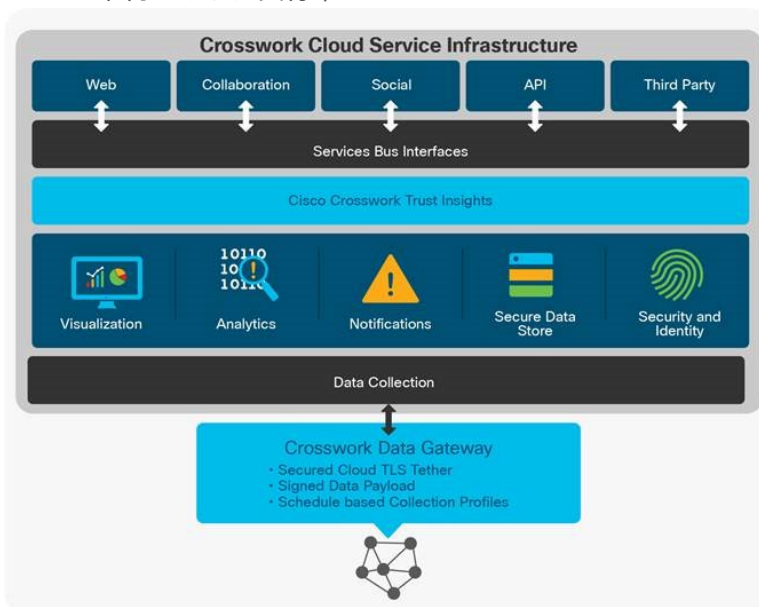 Crosswork Cloud Service Infrastructure
Web
Collaboration
Social
API
Third Party
Services Bus Interfaces
Cisco Crosswork Trust Insights
10110
10
10110
Visualization
Analytics
Notifications
Secure Data
Store
Security and
Identity
Data Collection
Crosswork Data Gateway
• Secured Cloud TLS Tether
• Signed Data Payload
• Schedule based Collection Profiles